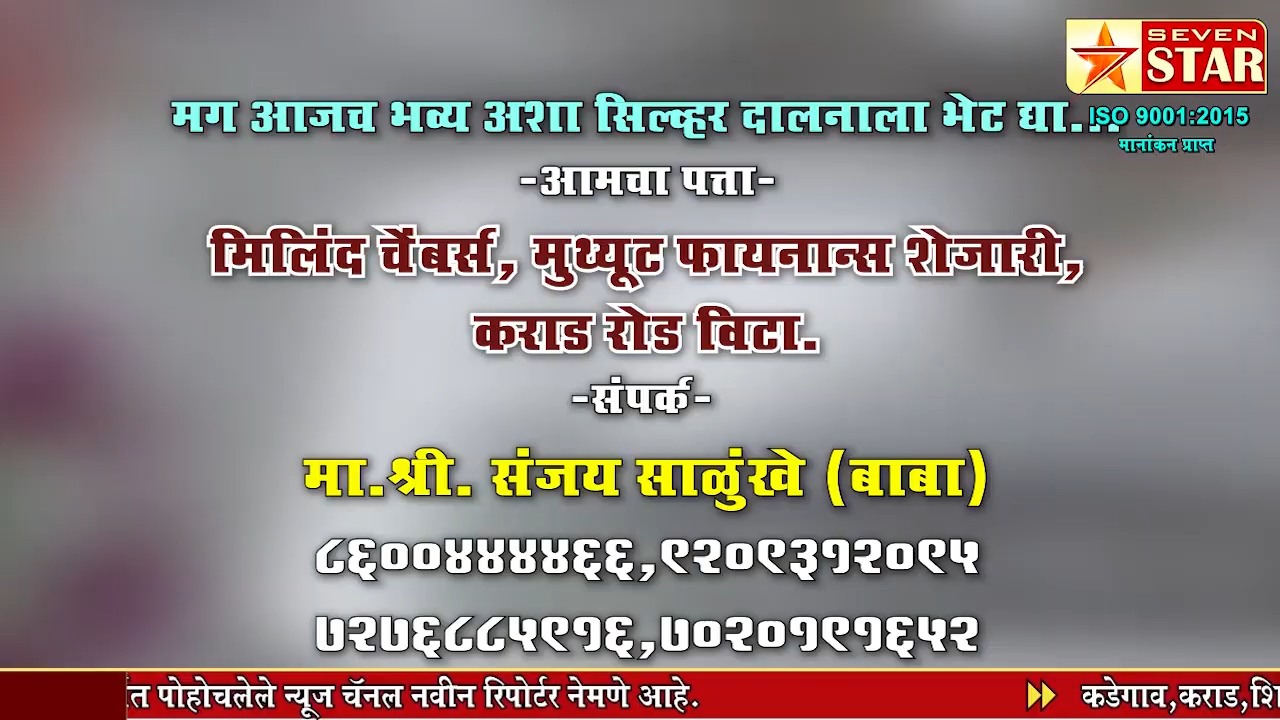 SEVEN
STAR
ISO 9001:2015
मानांकन प्राप्त
मग आजच भव्य अशा सिल्व्हर दालनाला भेट द्या...
-आमचा पत्ता-
मिलिंद चेंबर्स, मुथ्यूट फायनान्स शेजारी,
कराड रोड विटा.
-संपर्क-
मा.श्री. संजय साळुंखे (बाबा)
८६००४४४४६६,९२०९३१२०९५
७२७६८८५९१६,७०२०१९१६५२
पोहोचलेले न्यूज चॅनल नवीन रिपोर्टर नेमणे आहे. कडेगाव,कराड,